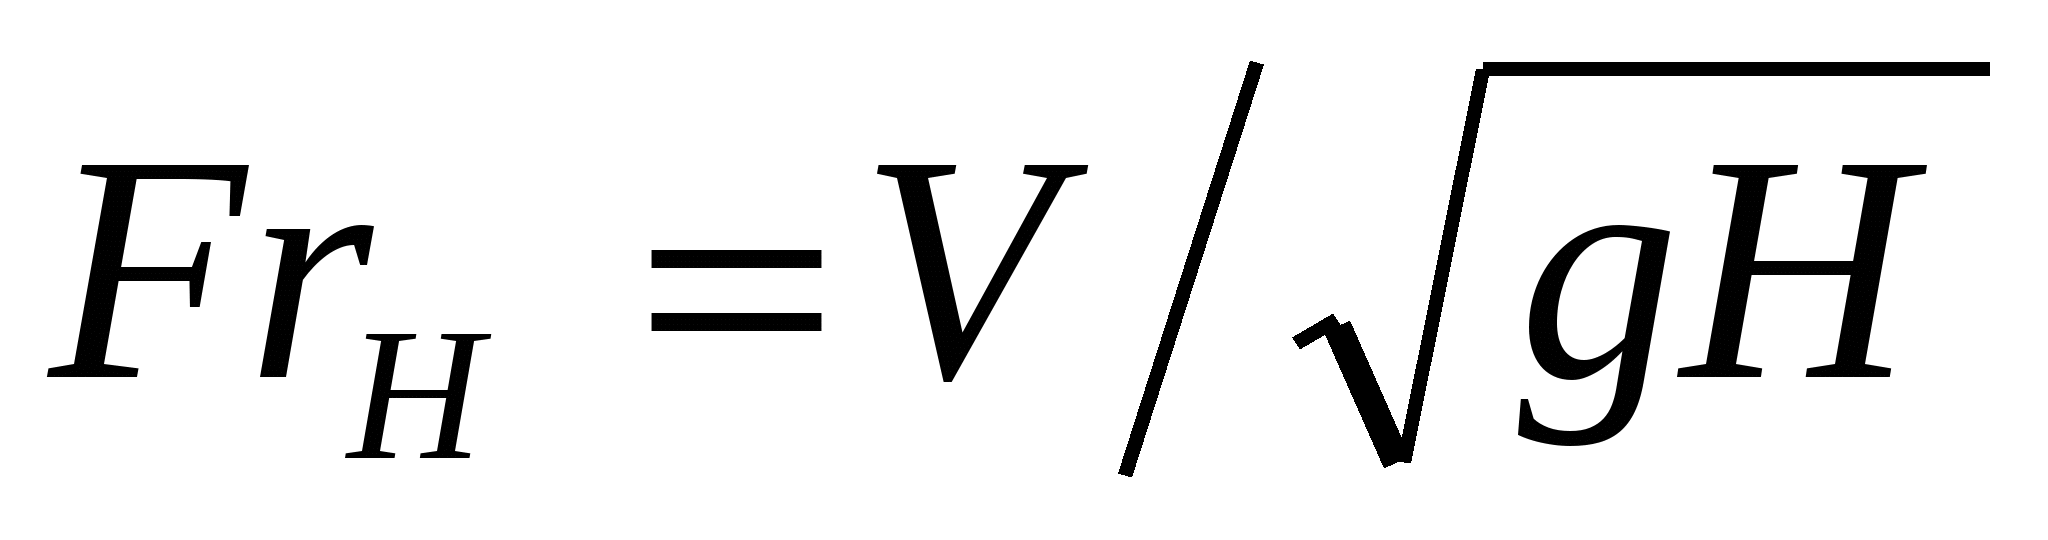 Fr_H = V / √gH